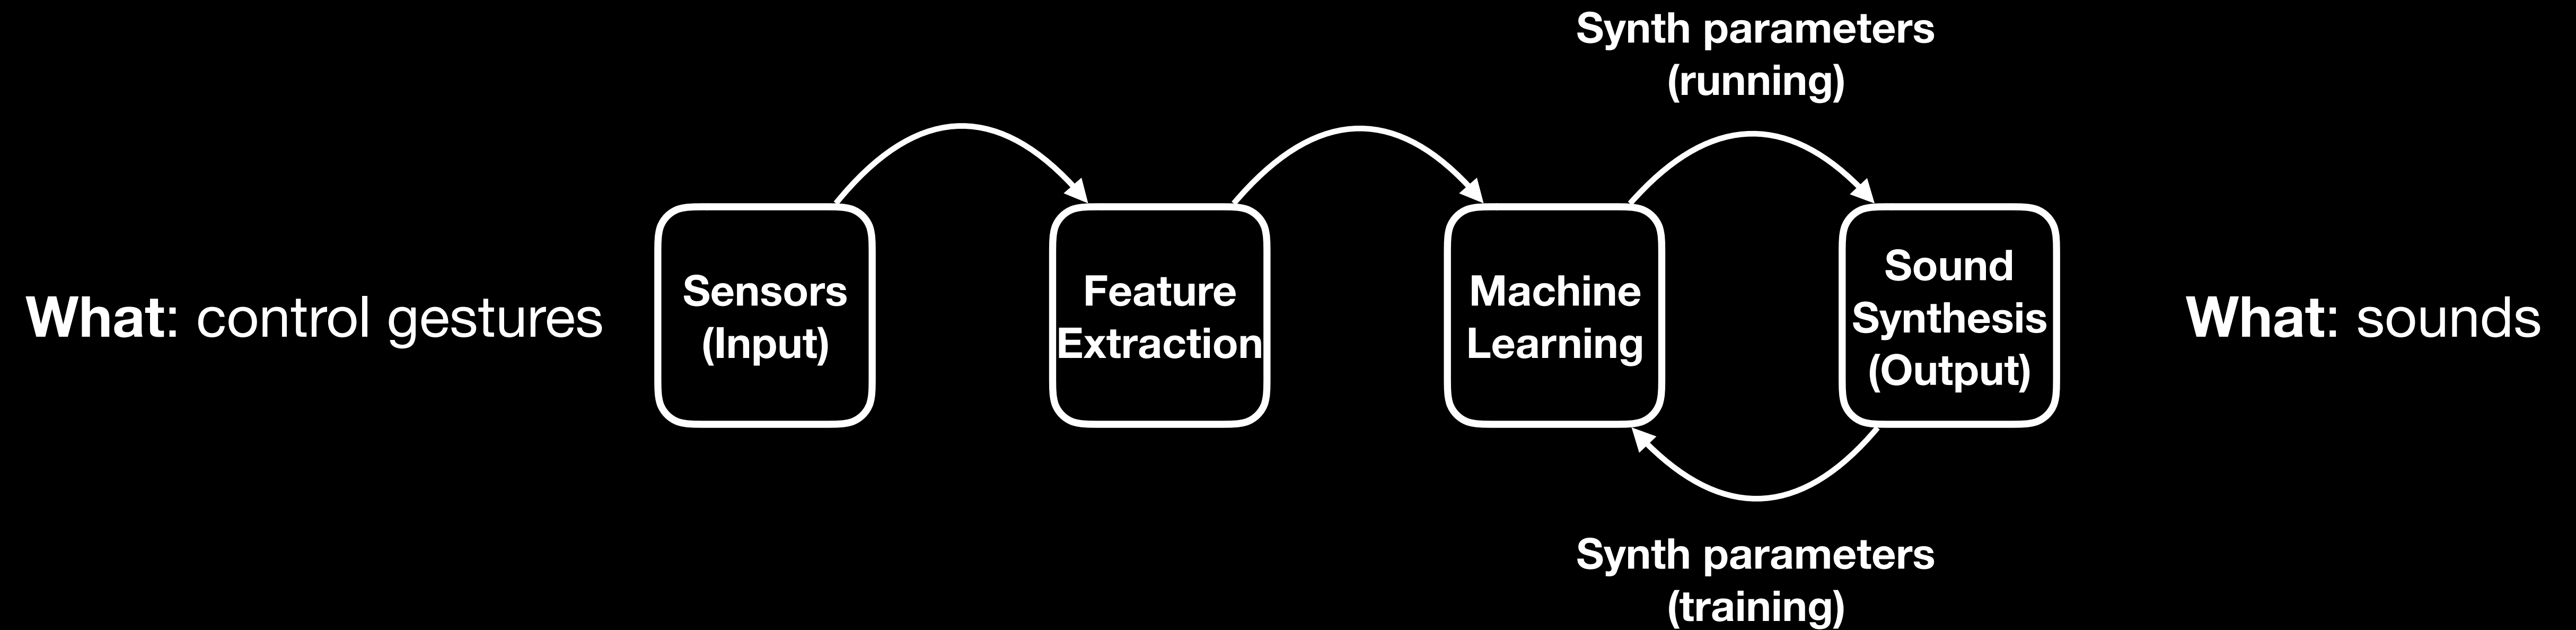 Synth parameters
(running)
What: control gestures
Sensors
(Input)
Feature
Extraction
Machine
Learning
Sound
Synthesis
(Output)
What: sounds
Synth parameters
(training)